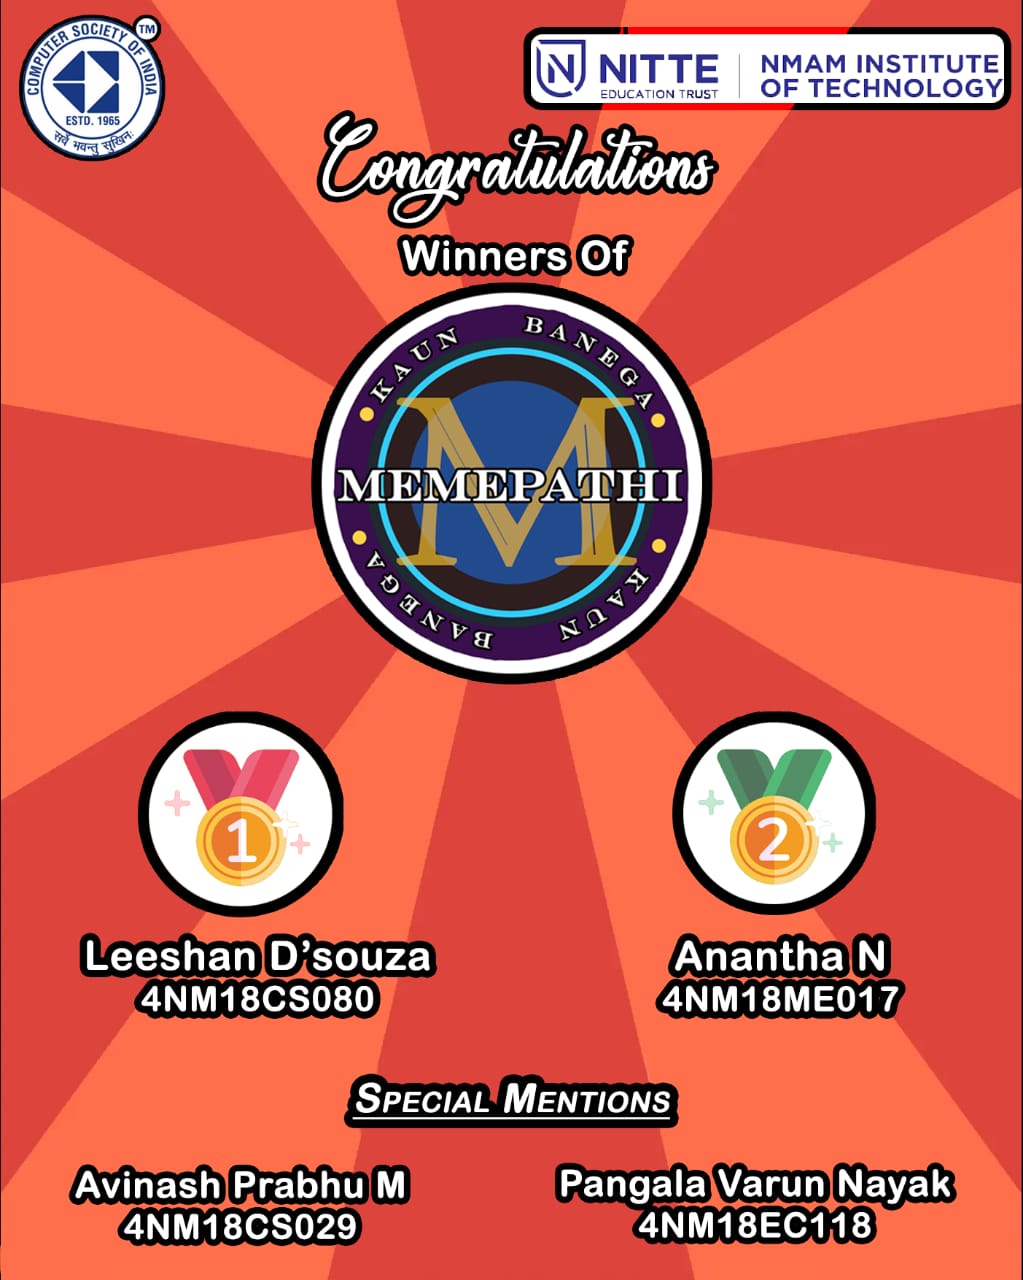 COMPUTER SOCIETY OF INDIA
TM
ESTD. 1965
सर्वे भवन्तु सुखिनः
N NITTE
EDUCATION TRUST
NMAM INSTITUTE
OF TECHNOLOGY
Congratulations
Winners Of
KAUN BANEGA
M
MEMEPATHI
KAUN BANEGA
1
2
Leeshan D’souza
4NM18CS080
Anantha N
4NM18ME017
SPECIAL MENTIONS
Avinash Prabhu M
4NM18CS029
Pangala Varun Nayak
4NM18EC118